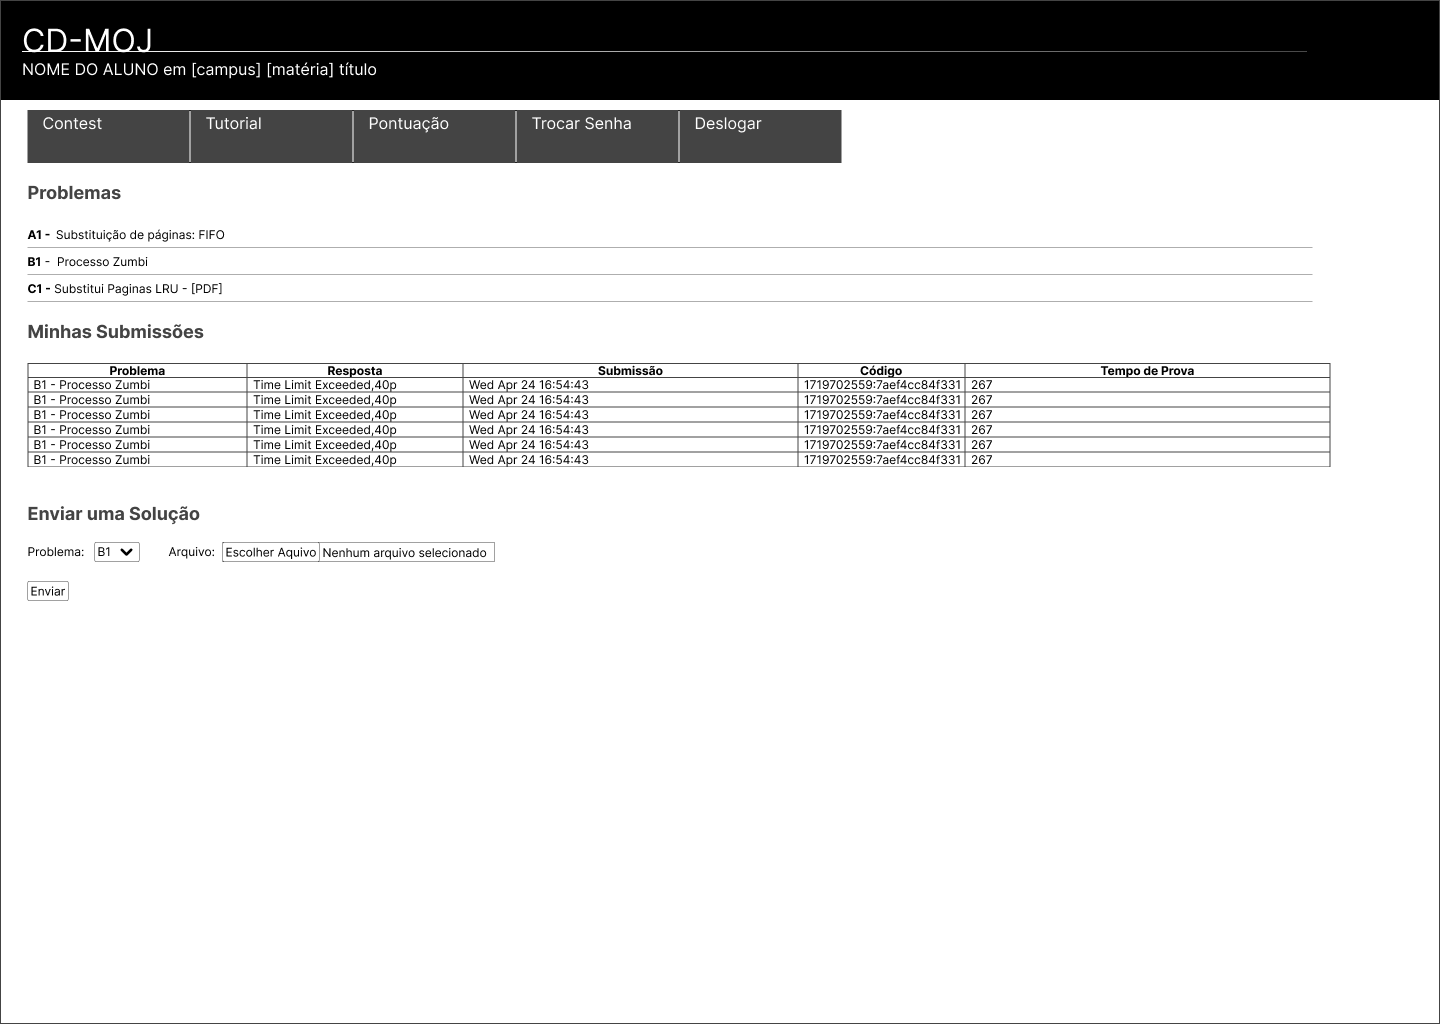 CD-MOJ
NOME DO ALUNO em [campus] [matéria] título
Contest Tutorial Pontuação Trocar Senha Deslogar
Problemas
A1 - Substituição de páginas: FIFO
B1 - Processo Zumbi
C1 - Substitui Paginas LRU - [PDF]
Minhas Submissões
Problema Resposta Submissão Código Tempo de Prova
B1 - Processo Zumbi Time Limit Exceeded,40p Wed Apr 24 16:54:43 1719702559:7aef4cc84f331 267
B1 - Processo Zumbi Time Limit Exceeded,40p Wed Apr 24 16:54:43 1719702559:7aef4cc84f331 267
B1 - Processo Zumbi Time Limit Exceeded,40p Wed Apr 24 16:54:43 1719702559:7aef4cc84f331 267
B1 - Processo Zumbi Time Limit Exceeded,40p Wed Apr 24 16:54:43 1719702559:7aef4cc84f331 267
B1 - Processo Zumbi Time Limit Exceeded,40p Wed Apr 24 16:54:43 1719702559:7aef4cc84f331 267
B1 - Processo Zumbi Time Limit Exceeded,40p Wed Apr 24 16:54:43 1719702559:7aef4cc84f331 267
Enviar uma Solução
Problema: B1 Arquivo: Escolher Aquivo Nenhum arquivo selecionado
Enviar